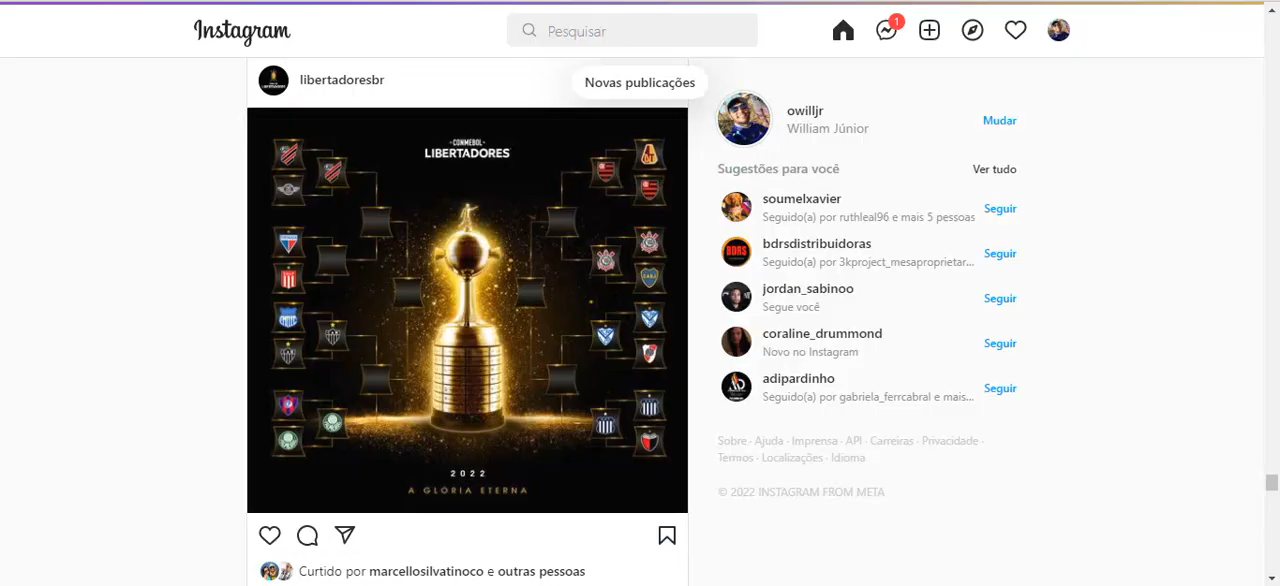 Instagram
Pesquisar
1
libertadoresbr
Novas publicações
CONMEBOL
LIBERTADORES
2022
A GLÓRIA ETERNA
Curtido por marcellosilvatinoco e outras pessoas
owilljr
William Júnior
Mudar
Sugestões para você
Ver tudo
soumelxavier
Seguido(a) por ruthleal96 e mais 5 pessoas
Seguir
bdrsdistribuidoras
Seguido(a) por 3kproject_mesaproprietar...
Seguir
jordan_sabinoo
Segue você
Seguir
coraline_drummond
Novo no Instagram
Seguir
adipardinho
Seguido(a) por gabriela_ferrcabral e mais...
Seguir
Sobre · Ajuda · Imprensa · API · Carreiras · Privacidade ·
Termos · Localizações · Idioma
© 2022 INSTAGRAM FROM META